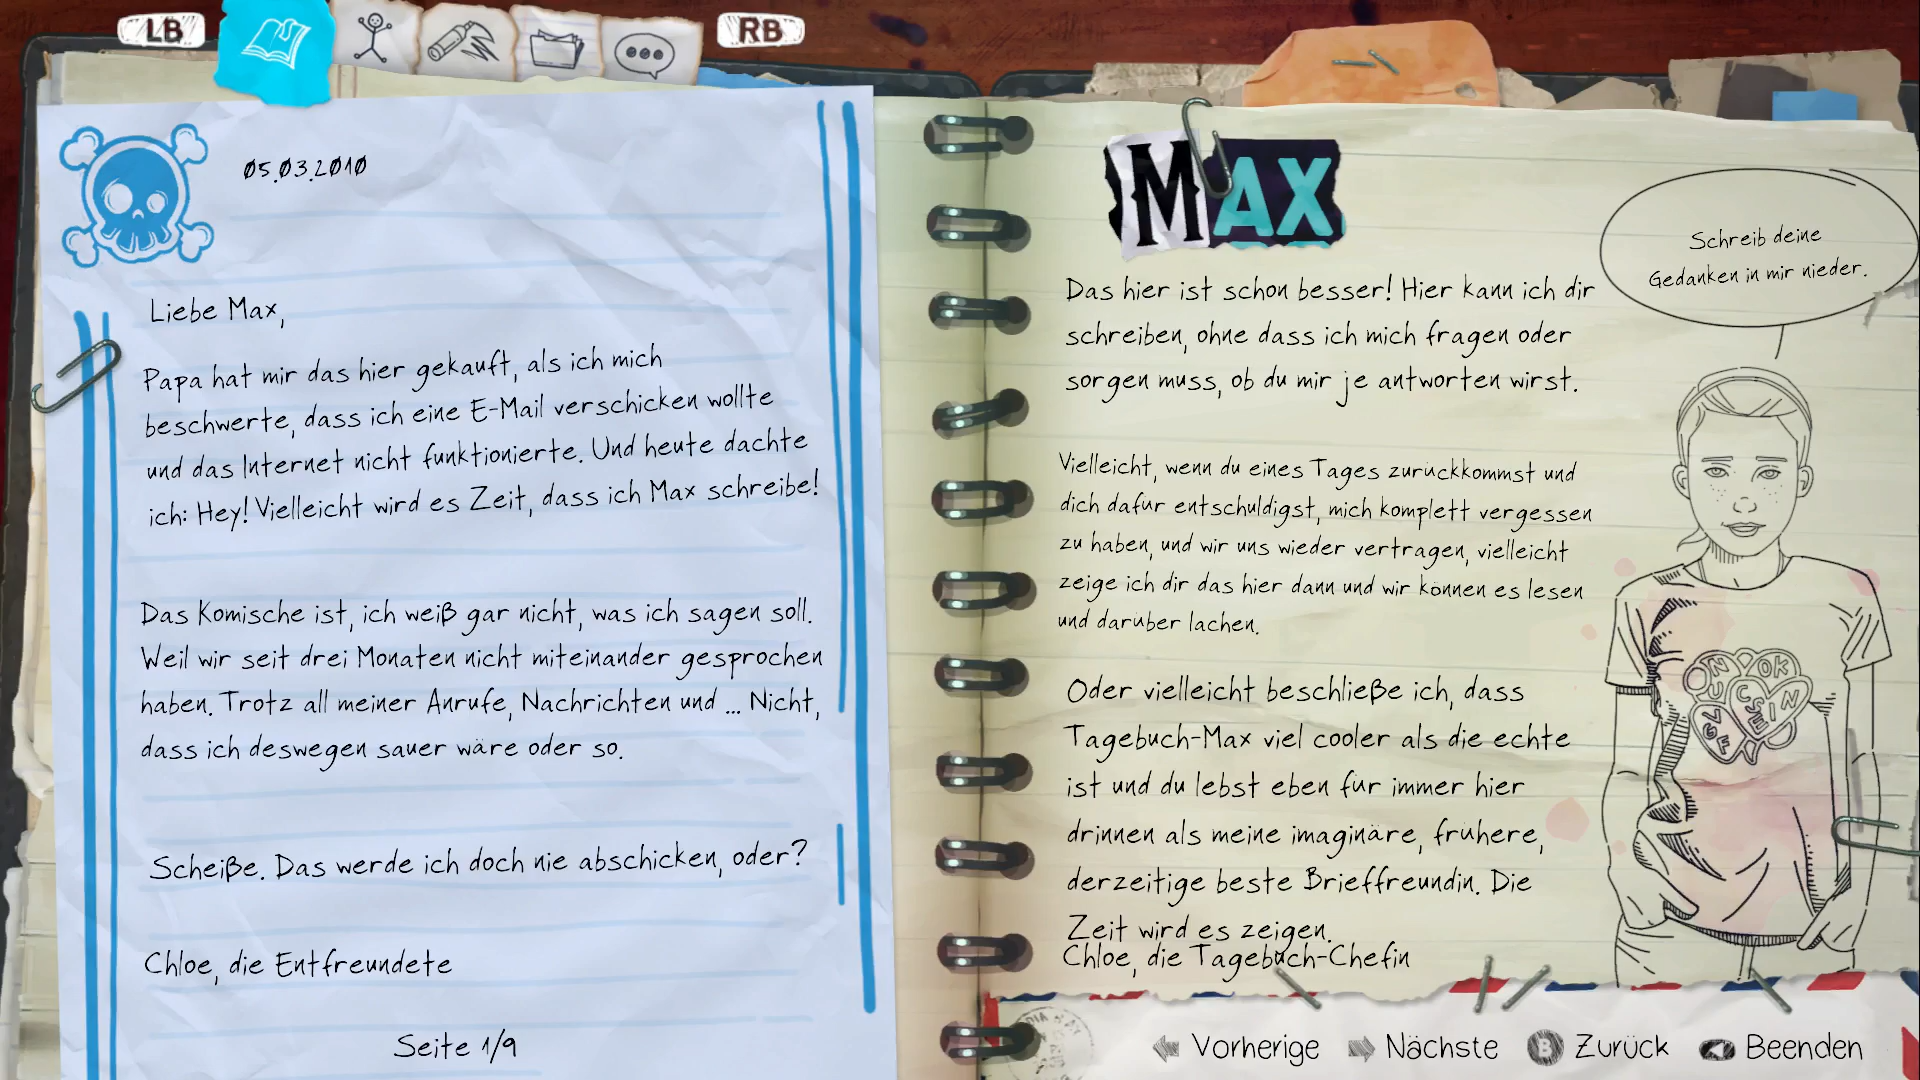 LB
RB
05.03.2010
Liebe Max,
Papa hat mir das hier gekauft, als ich mich
beschwerte, dass ich eine E-Mail verschicken wollte
und das Internet nicht funktionierte. Und heute dachte
ich: Hey! Vielleicht wird es Zeit, dass ich Max schreibe!
Das Komische ist, ich weiß gar nicht, was ich sagen soll.
Weil wir seit drei Monaten nicht miteinander gesprochen
haben. Trotz all meiner Anrufe, Nachrichten und ... Nicht,
dass ich deswegen sauer wäre oder so.
Scheiße. Das werde ich doch nie abschicken, oder?
Chloe, die Entfreundete
Seite 1/9
MAX
Das hier ist schon besser! Hier kann ich dir
schreiben, ohne dass ich mich fragen oder
sorgen muss, ob du mir je antworten wirst.
Vielleicht, wenn du eines Tages zurückkommst und
dich dafür entschuldigst, mich komplett vergessen
zu haben, und wir uns wieder vertragen, vielleicht
zeige ich dir das hier dann und wir können es lesen
und darüber lachen.
Oder vielleicht beschließe ich, dass
Tagebuch-Max viel cooler als die echte
ist und du lebst eben für immer hier
drinnen als meine imaginäre, frühere,
derzeitige beste Brieffreundin. Die
Zeit wird es zeigen.
Chloe, die Tagebuch-Chefin
Schreib deine
Gedanken in mir nieder.
Vorherige
Nächste
B Zurück
Beenden